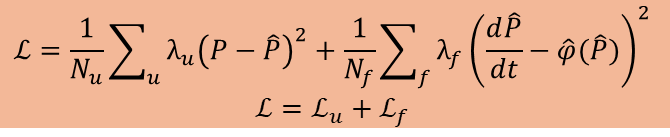 ℒ = 1/N_u ∑_u λ_u(P − P̂)² + 1/N_f ∑_f λ_f (dP̂/dt − φ̂(P̂))²
ℒ = ℒ_u + ℒ_f